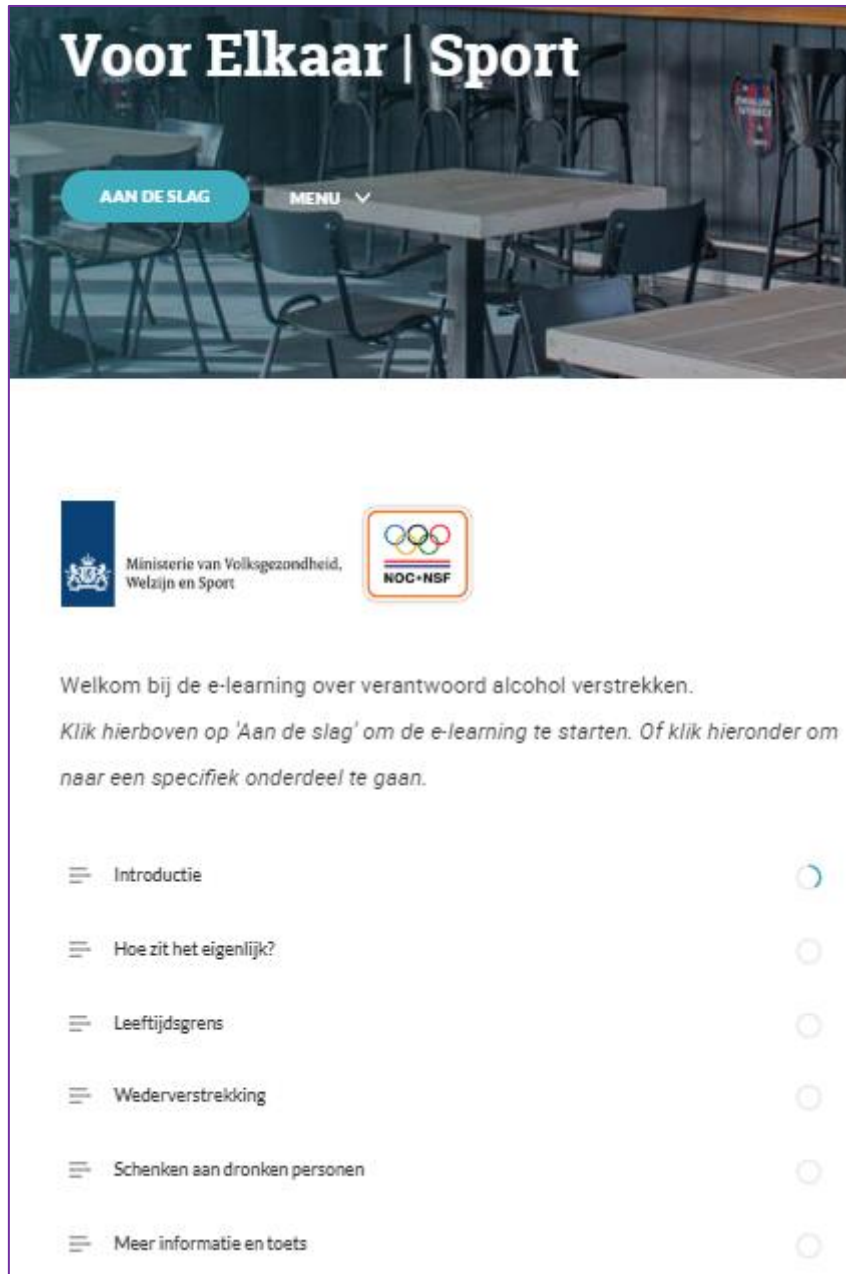 Voor Elkaar | Sport
AAN DE SLAG
MENU
Ministerie van Volksgezondheid,
Welzijn en Sport
NOC*NSF
Welkom bij de e-learning over verantwoord alcohol verstrekken.
Klik hierboven op 'Aan de slag' om de e-learning te starten. Of klik hieronder om
naar een specifiek onderdeel te gaan.
Introductie
Hoe zit het eigenlijk?
Leeftijdsgrens
Wederverstrekking
Schenken aan dronken personen
Meer informatie en toets